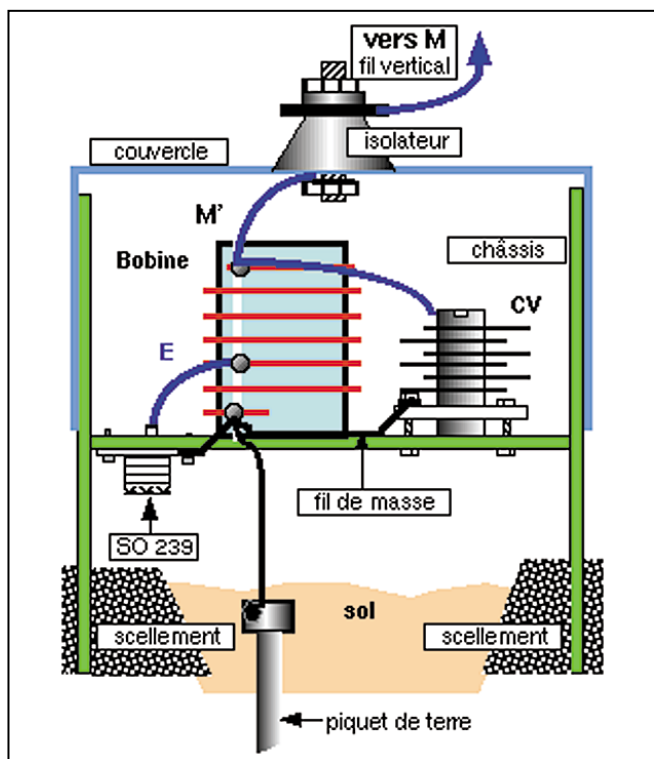 vers M
fil vertical
isolateur
couvercle
M'
châssis
Bobine
CV
E
fil de masse
SO 239
sol
scellement
scellement
piquet de terre